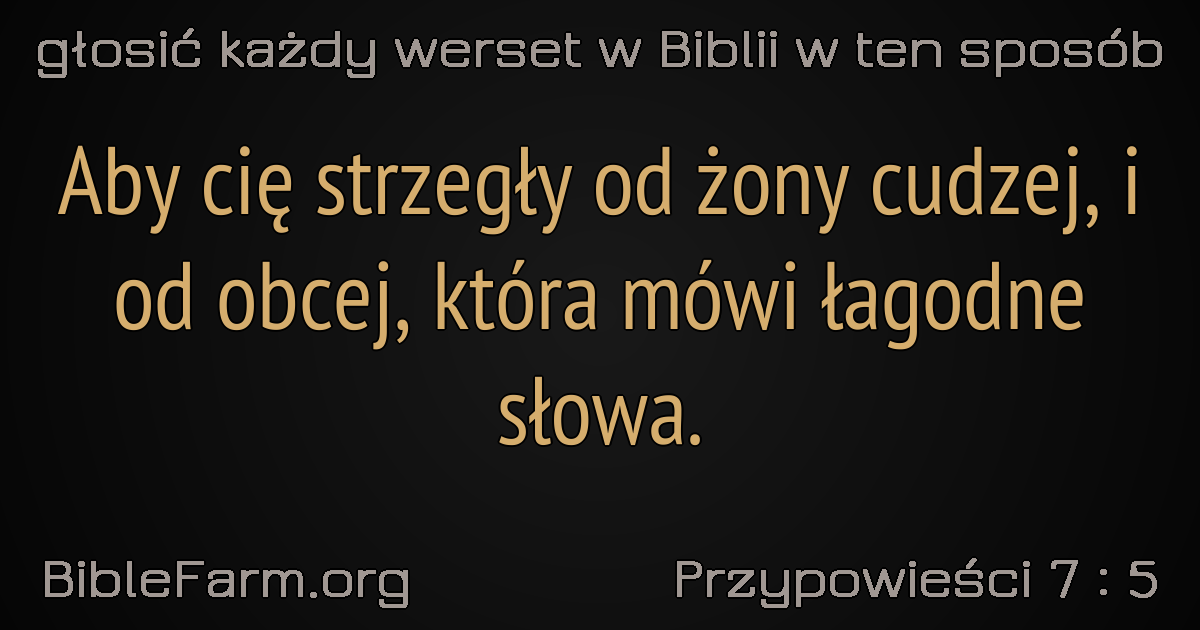 głosić każdy werset w Biblii w ten sposób
Aby cię strzegły od żony cudzej, i
od obcej, która mówi łagodne
słowa.
BibleFarm.org
Przypowieści 7 : 5